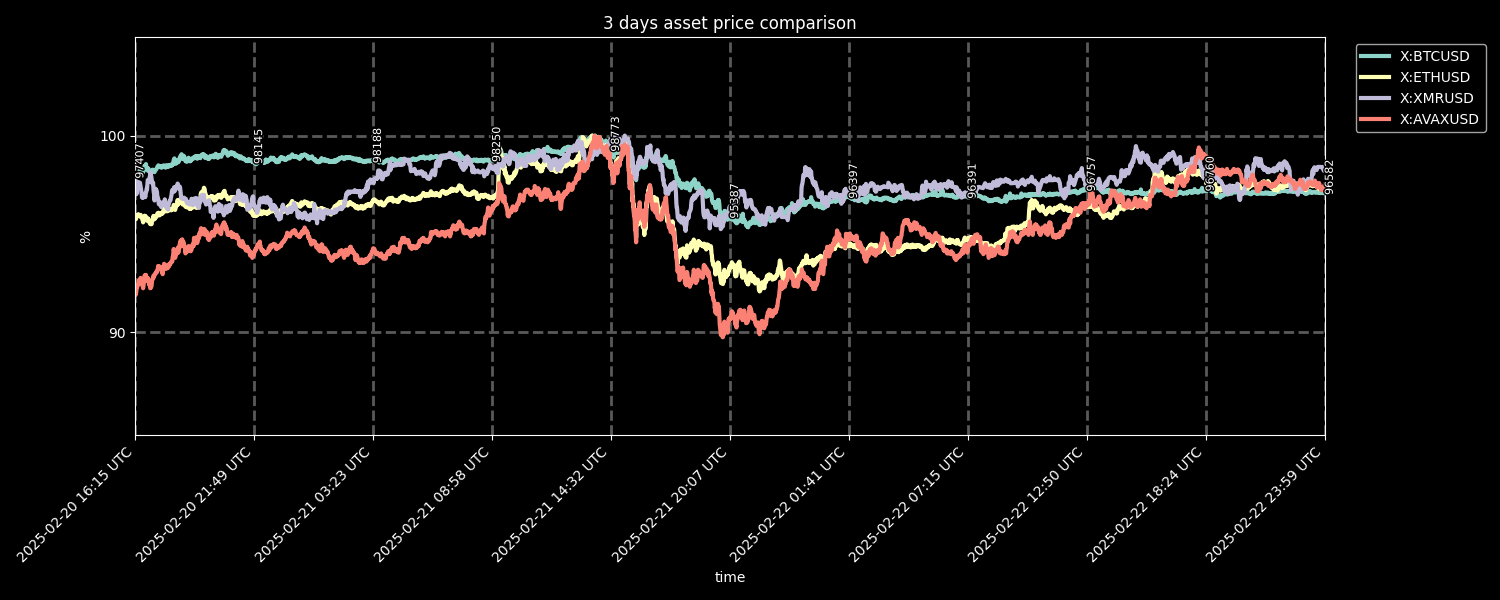 3 days asset price comparison
X:BTCUSD
X:ETHUSD
X:XMRUSD
X:AVAXUSD
100
90
%
97407
98145
98188
98250
98773
95387
96397
96391
96757
96760
96582
2025-02-20 16:15 UTC
2025-02-20 21:49 UTC
2025-02-21 03:23 UTC
2025-02-21 08:58 UTC
2025-02-21 14:32 UTC
2025-02-21 20:07 UTC
2025-02-22 01:41 UTC
2025-02-22 07:15 UTC
2025-02-22 12:50 UTC
2025-02-22 18:24 UTC
2025-02-22 23:59 UTC
time